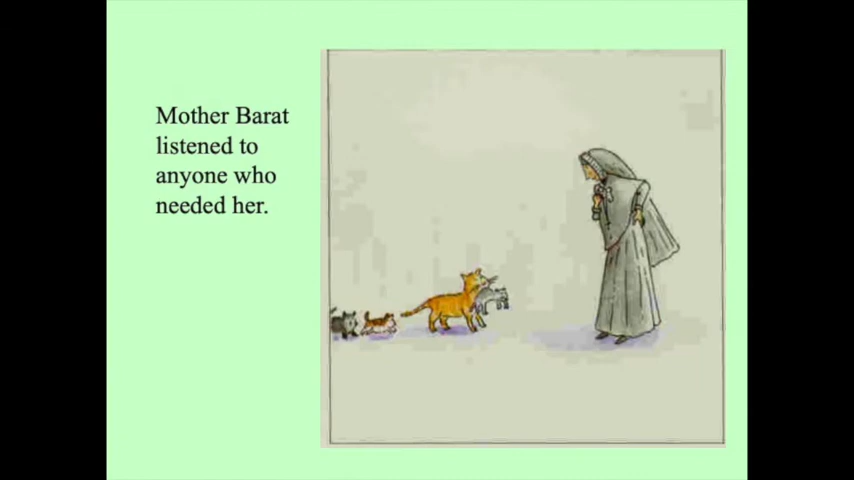 Mother Barat
listened to
anyone who
needed her.